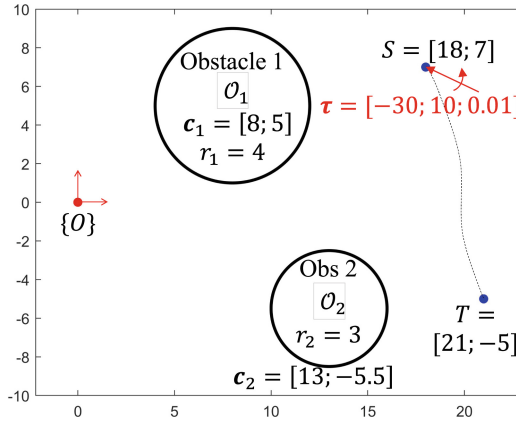 10
8
6
4
2
0
-2
-4
-6
-8
-10
0
5
10
15
20
Obstacle 1
𝒪₁
𝒄₁ = [8; 5]
r₁ = 4
S = [18; 7]
𝝉 = [−30; 10; 0.01]
{O}
Obs 2
𝒪₂
r₂ = 3
𝒄₂ = [13; −5.5]
T =
[21; −5]